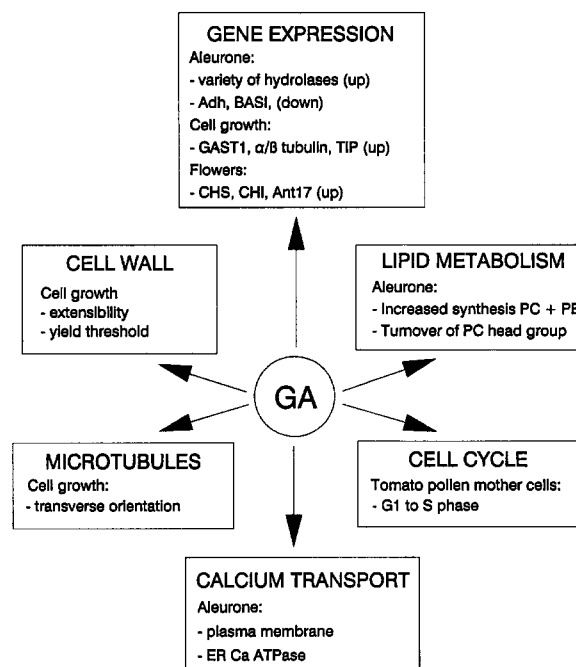 GENE EXPRESSION
Aleurone:
- variety of hydrolases (up)
- Adh, BASI, (down)
Cell growth:
- GAST1, α/ß tubulin, TIP (up)
Flowers:
- CHS, CHI, Ant17 (up)
CELL WALL
Cell growth
- extensibility
- yield threshold
LIPID METABOLISM
Aleurone:
- Increased synthesis PC + PE
- Turnover of PC head group
GA
MICROTUBULES
Cell growth:
- transverse orientation
CELL CYCLE
Tomato pollen mother cells:
- G1 to S phase
CALCIUM TRANSPORT
Aleurone:
- plasma membrane
- ER Ca ATPase